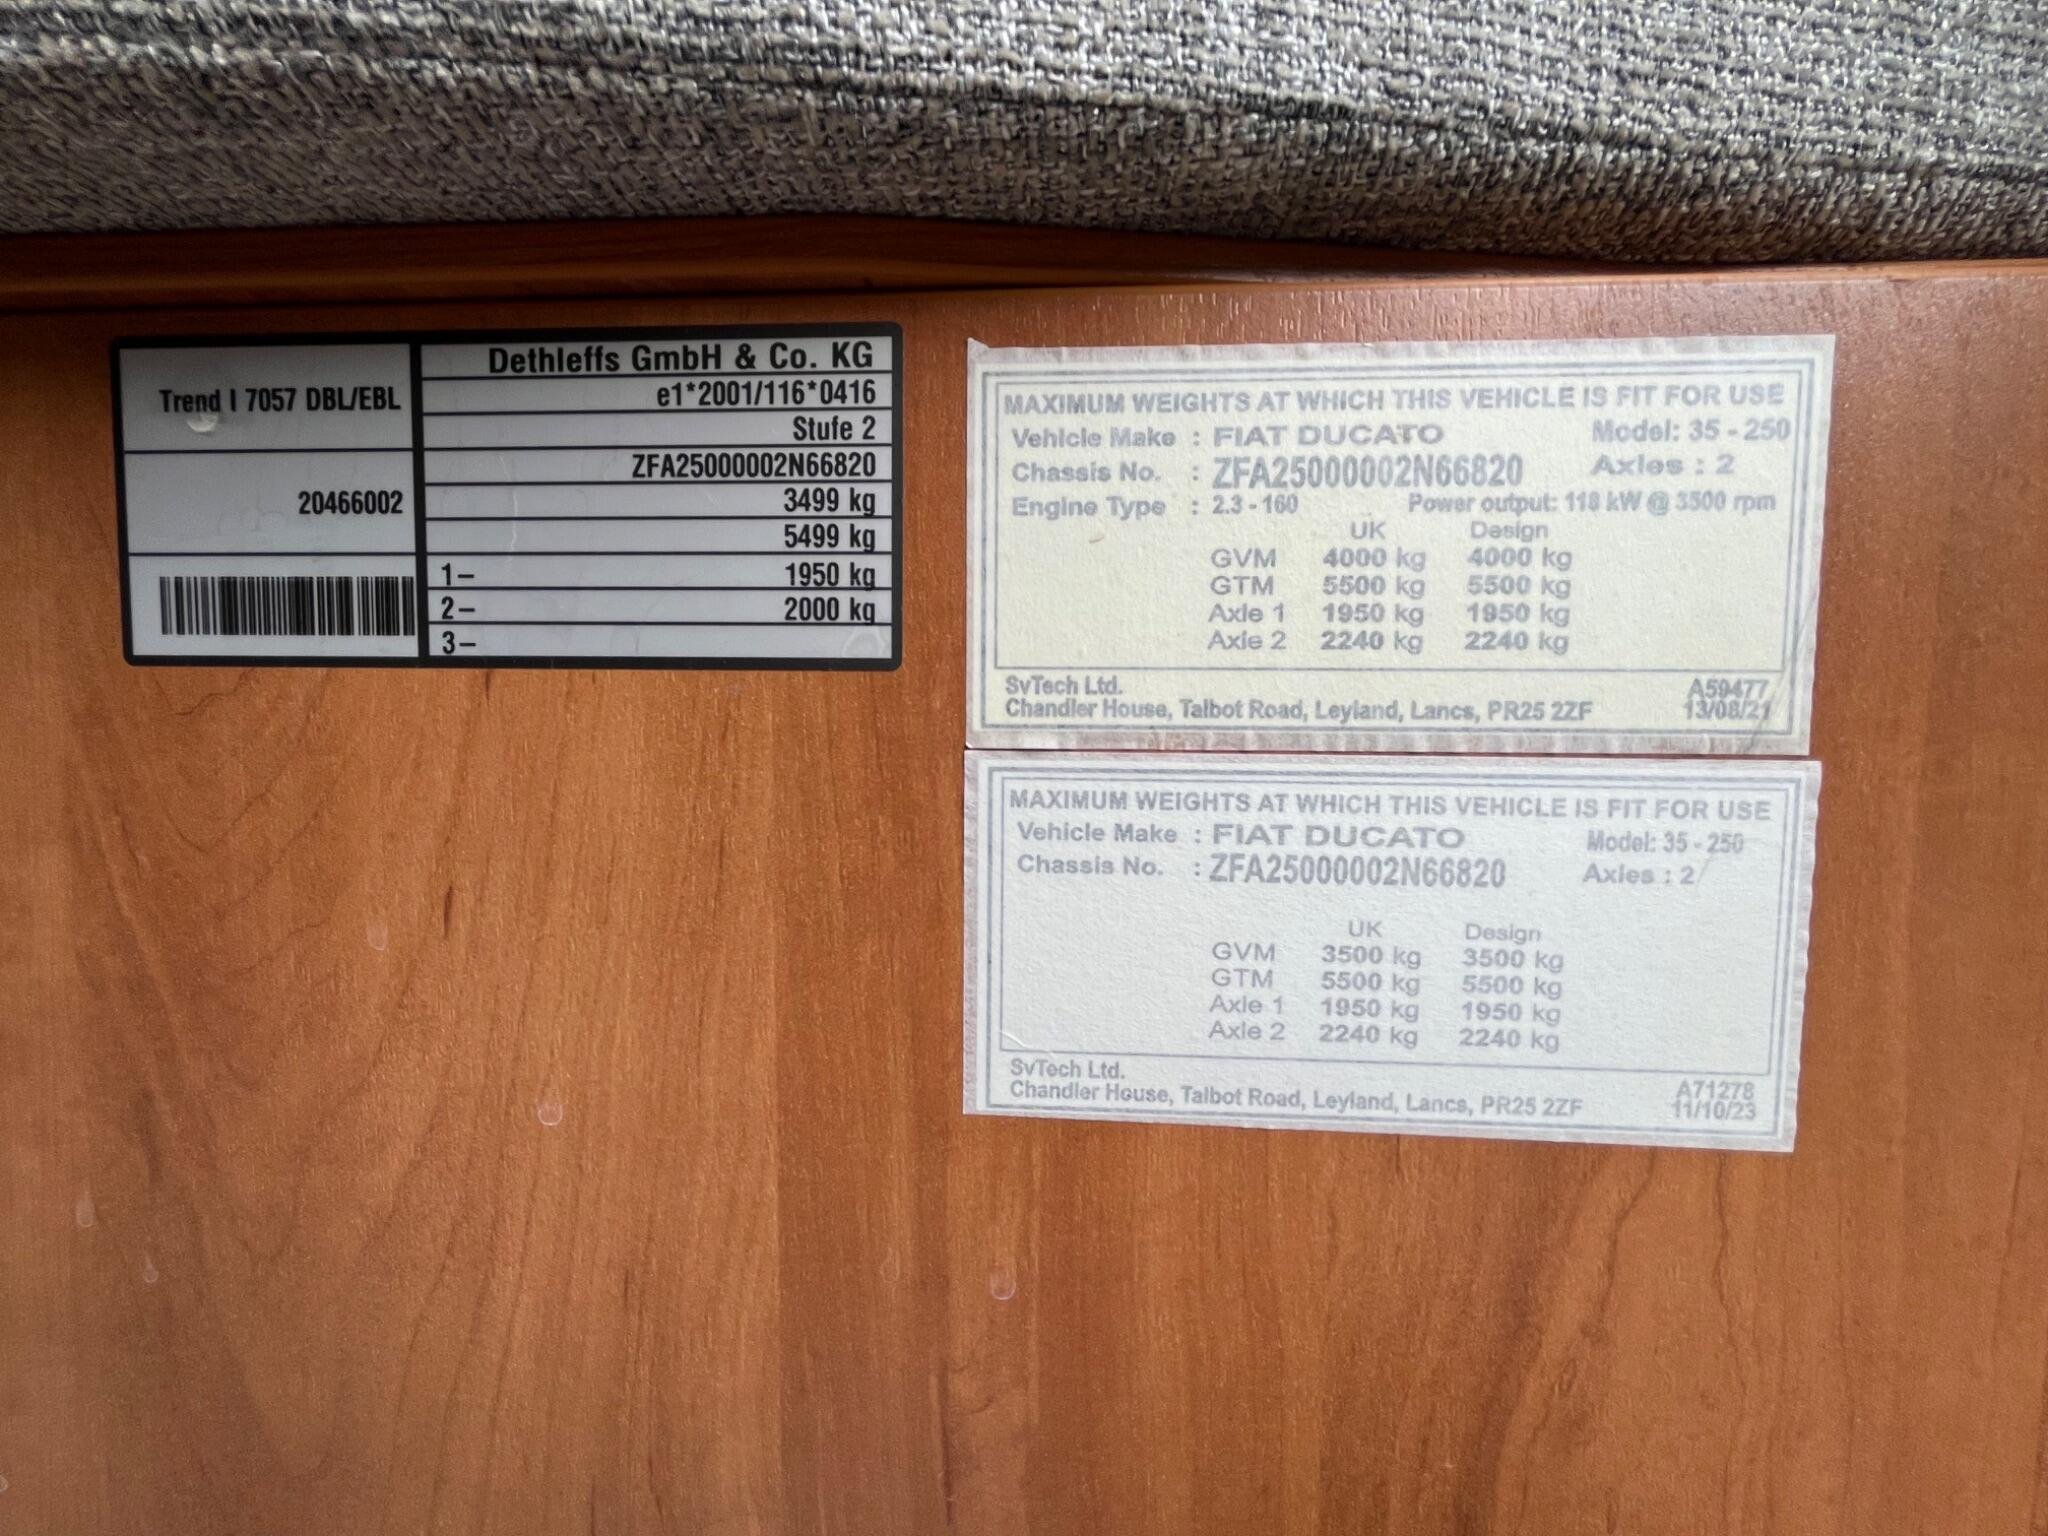 Trend I 7057 DBL/EBL
20466002
Dethleffs GmbH & Co. KG
e1*2001/116*0416
Stufe 2
ZFA25000002N66820
3499 kg
5499 kg
1– 1950 kg
2– 2000 kg
3–
MAXIMUM WEIGHTS AT WHICH THIS VEHICLE IS FIT FOR USE
Vehicle Make : FIAT DUCATO Model: 35 - 250
Chassis No. : ZFA25000002N66820 Axles : 2
Engine Type : 2.3 - 160 Power output: 118 kW @ 3500 rpm
UK Design
GVM 4000 kg 4000 kg
GTM 5500 kg 5500 kg
Axle 1 1950 kg 1950 kg
Axle 2 2240 kg 2240 kg
SvTech Ltd. A59477
Chandler House, Talbot Road, Leyland, Lancs, PR25 2ZF 13/08/21
MAXIMUM WEIGHTS AT WHICH THIS VEHICLE IS FIT FOR USE
Vehicle Make : FIAT DUCATO Model: 35 - 250
Chassis No. : ZFA25000002N66820 Axles : 2
UK Design
GVM 3500 kg 3500 kg
GTM 5500 kg 5500 kg
Axle 1 1950 kg 1950 kg
Axle 2 2240 kg 2240 kg
SvTech Ltd. A71278
Chandler House, Talbot Road, Leyland, Lancs, PR25 2ZF 11/10/23